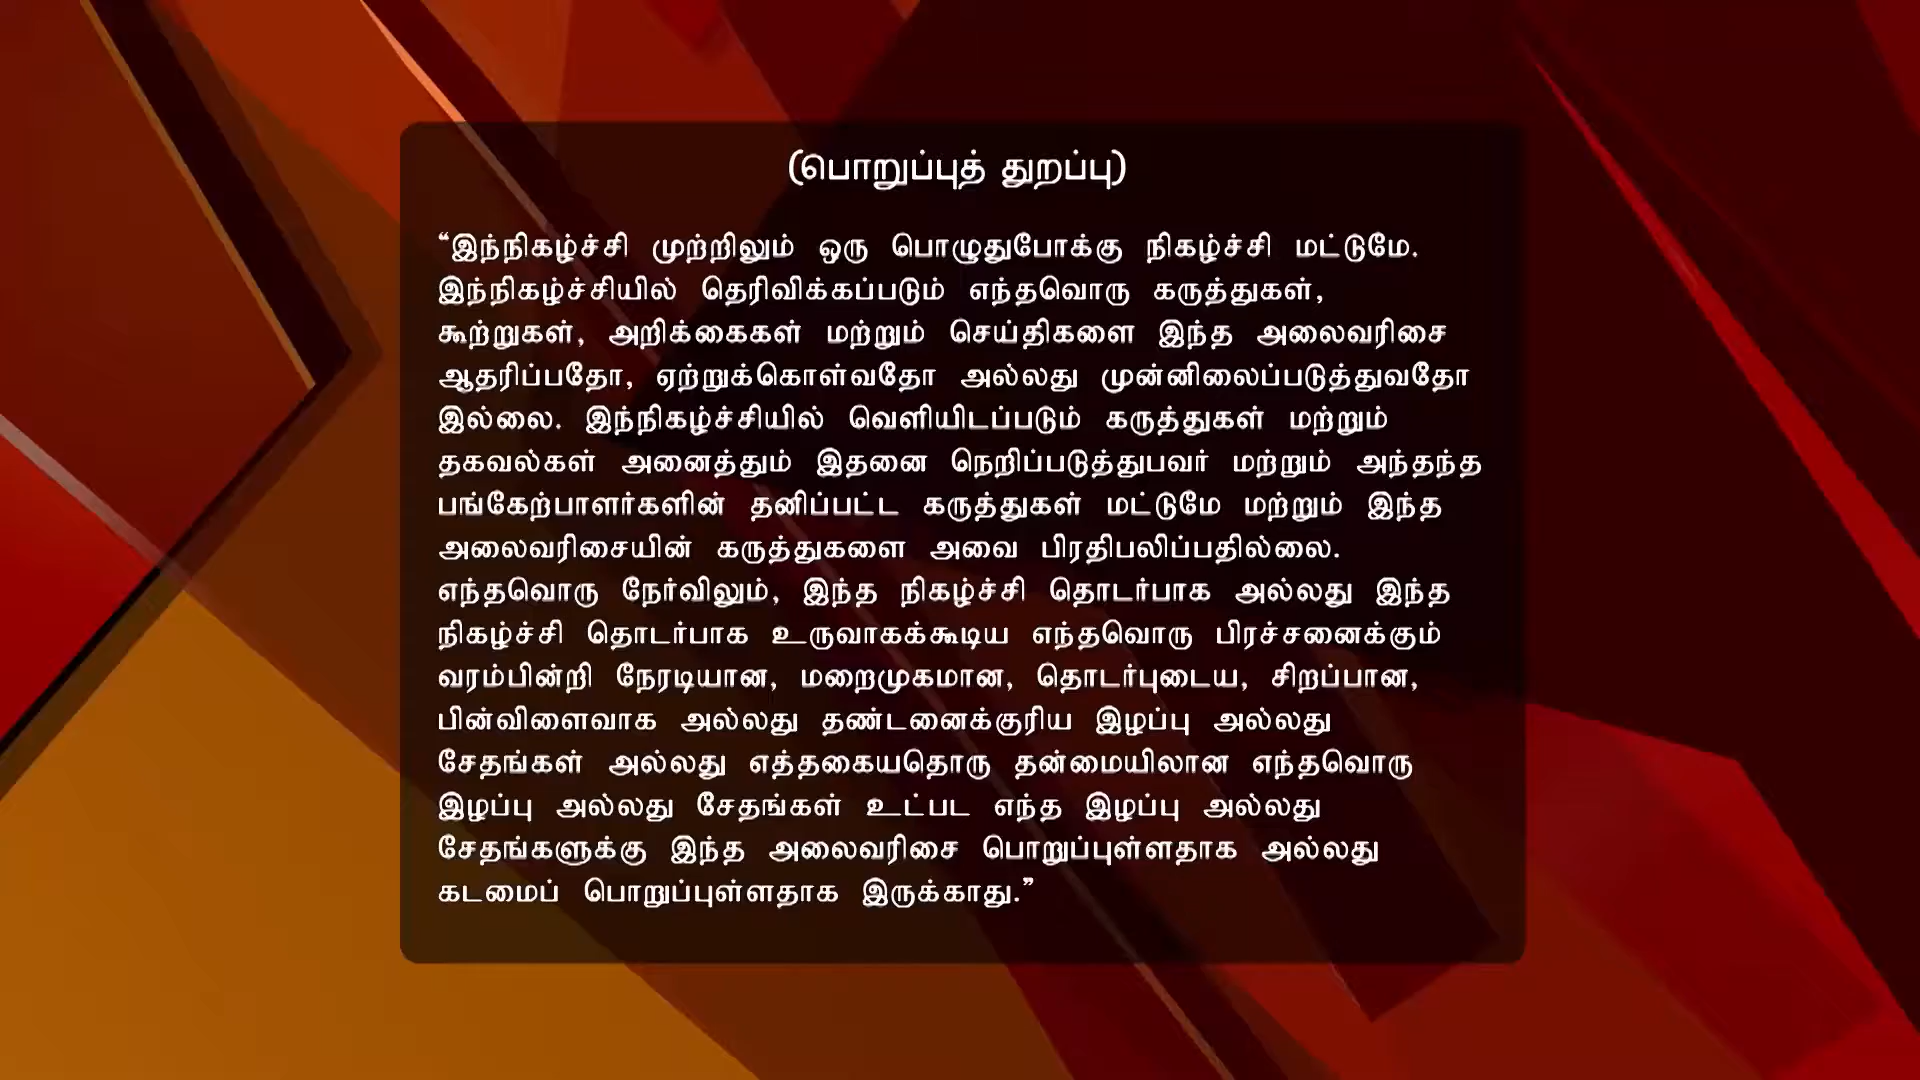 (பொறுப்புத் துறப்பு)
“இந்நிகழ்ச்சி முற்றிலும் ஒரு பொழுதுபோக்கு நிகழ்ச்சி மட்டுமே.
இந்நிகழ்ச்சியில் தெரிவிக்கப்படும் எந்தவொரு கருத்துகள்,
கூற்றுகள், அறிக்கைகள் மற்றும் செய்திகளை இந்த அலைவரிசை
ஆதரிப்பதோ, ஏற்றுக்கொள்வதோ அல்லது முன்னிலைப்படுத்துவதோ
இல்லை. இந்நிகழ்ச்சியில் வெளியிடப்படும் கருத்துகள் மற்றும்
தகவல்கள் அனைத்தும் இதனை நெறிப்படுத்துபவர் மற்றும் அந்தந்த
பங்கேற்பாளர்களின் தனிப்பட்ட கருத்துகள் மட்டுமே மற்றும் இந்த
அலைவரிசையின் கருத்துகளை அவை பிரதிபலிப்பதில்லை.
எந்தவொரு நேர்விலும், இந்த நிகழ்ச்சி தொடர்பாக அல்லது இந்த
நிகழ்ச்சி தொடர்பாக உருவாகக்கூடிய எந்தவொரு பிரச்சனைக்கும்
வரம்பின்றி நேரடியான, மறைமுகமான, தொடர்புடைய, சிறப்பான,
பின்விளைவாக அல்லது தண்டனைக்குரிய இழப்பு அல்லது
சேதங்கள் அல்லது எத்தகையதொரு தன்மையிலான எந்தவொரு
இழப்பு அல்லது சேதங்கள் உட்பட எந்த இழப்பு அல்லது
சேதங்களுக்கு இந்த அலைவரிசை பொறுப்புள்ளதாக அல்லது
கடமைப் பொறுப்புள்ளதாக இருக்காது.”